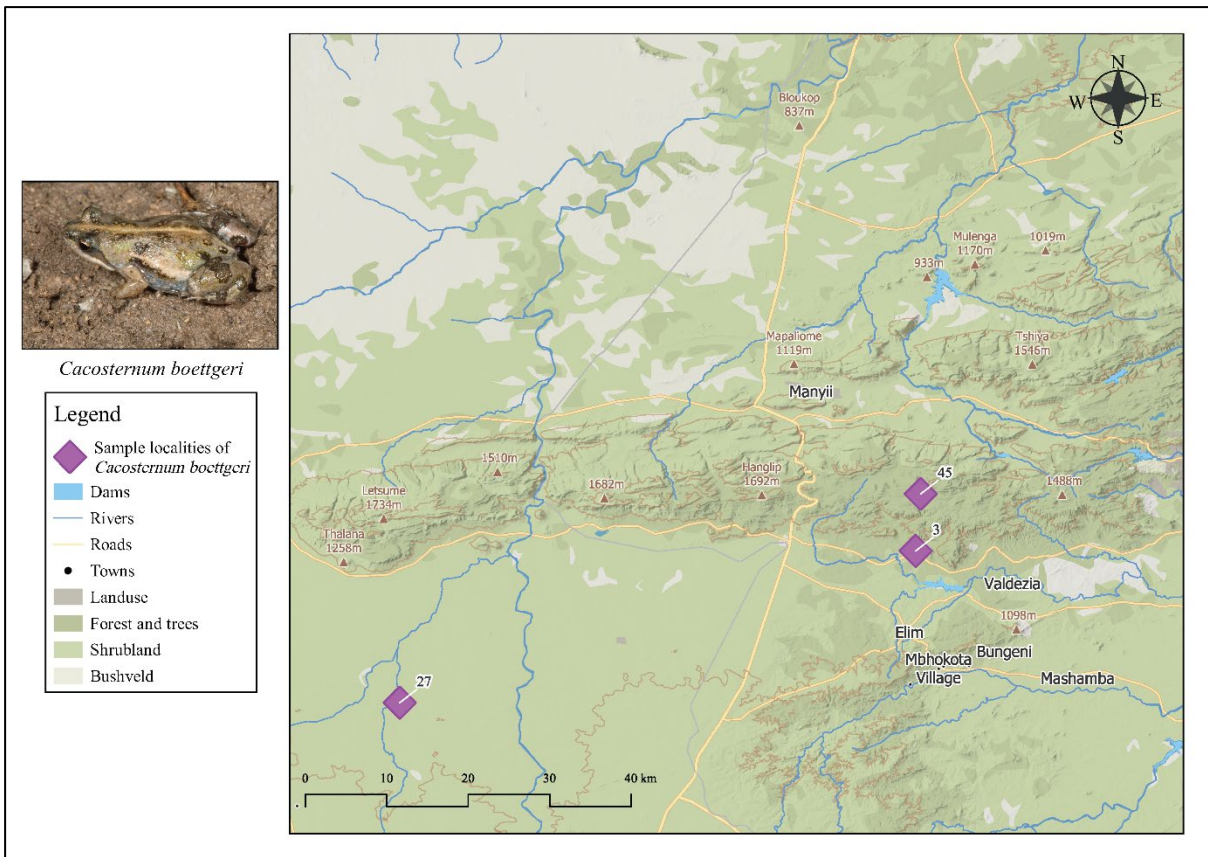 Cacosternum boettgeri
Legend
Sample localities of
Cacosternum boettgeri
Dams
Rivers
Roads
Towns
Landuse
Forest and trees
Shrubland
Bushveld
N
W E
S
Bloukop
837m
Mulenga
1170m
1019m
933m
Tshiya
1546m
Mapaliome
1119m
Manyii
1510m
Letsume
1734m
1682m
Hanglip
1692m
45
1488m
Thalana
1258m
3
Valdezia
1098m
Elim
Bungeni
Mbhokota
Village
Mashamba
27
0 10 20 30 40 km